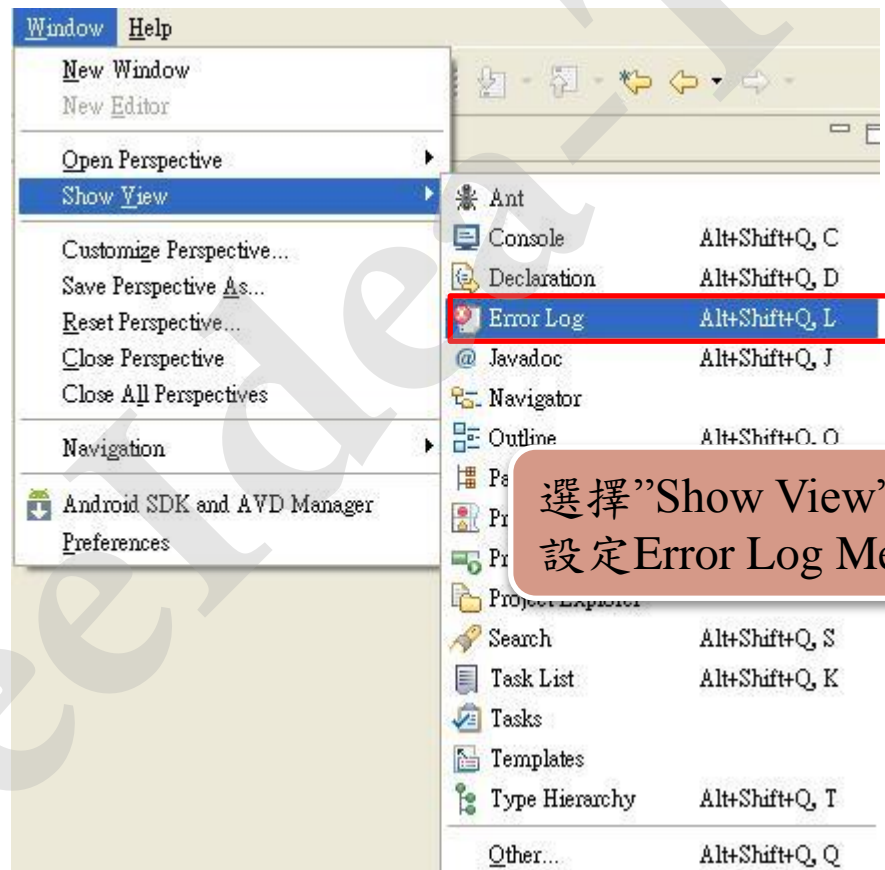 Window Help
New Window
New Editor
Open Perspective
Show View
Customize Perspective...
Save Perspective As...
Reset Perspective...
Close Perspective
Close All Perspectives
Navigation
Android SDK and AVD Manager
Preferences
Ant
Console Alt+Shift+Q, C
Declaration Alt+Shift+Q, D
Error Log Alt+Shift+Q, L
@ Javadoc Alt+Shift+Q, J
Navigator
Outline Alt+Shift+Q, O
選擇”Show View”
設定Error Log
Project Explorer
Search Alt+Shift+Q, S
Task List Alt+Shift+Q, K
Tasks
Templates
Type Hierarchy Alt+Shift+Q, T
Other... Alt+Shift+Q, Q